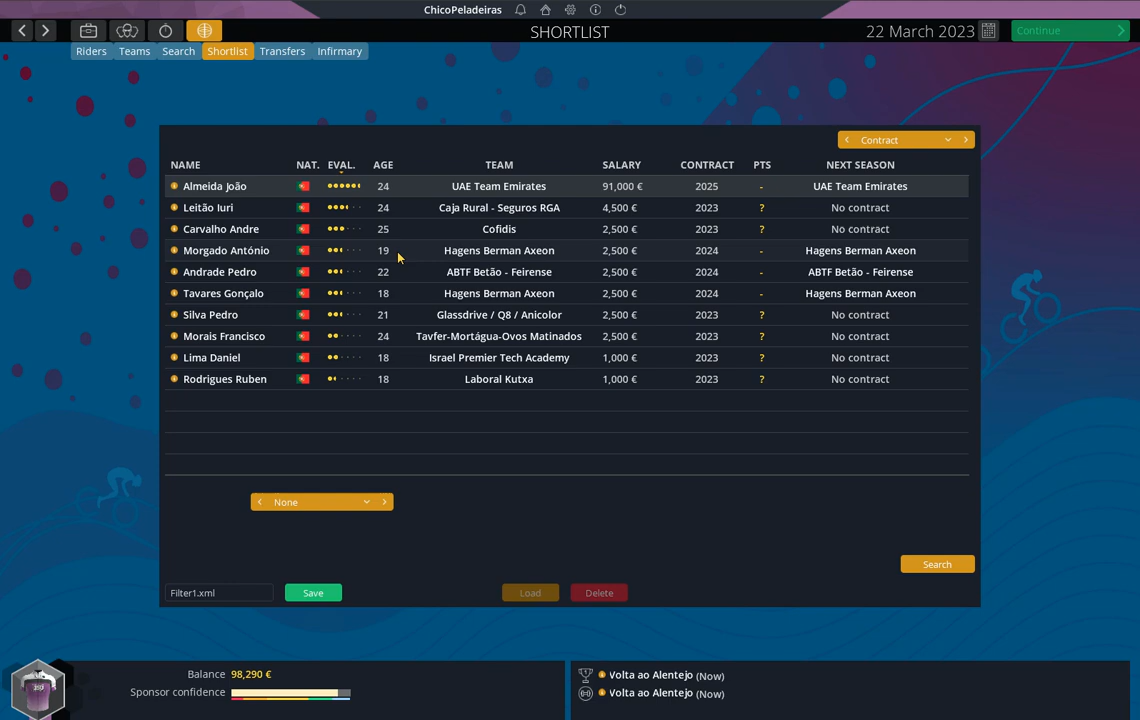 ChicoPeladeiras
SHORTLIST
22 March 2023
Continue
Riders Teams Search Shortlist Transfers Infirmary
Contract
NAME NAT. EVAL. AGE TEAM SALARY CONTRACT PTS NEXT SEASON
Almeida João 24 UAE Team Emirates 91,000 € 2025 - UAE Team Emirates
Leitão Iuri 24 Caja Rural - Seguros RGA 4,500 € 2023 ? No contract
Carvalho Andre 25 Cofidis 2,500 € 2023 ? No contract
Morgado António 19 Hagens Berman Axeon 2,500 € 2024 - Hagens Berman Axeon
Andrade Pedro 22 ABTF Betão - Feirense 2,500 € 2024 - ABTF Betão - Feirense
Tavares Gonçalo 18 Hagens Berman Axeon 2,500 € 2024 - Hagens Berman Axeon
Silva Pedro 21 Glassdrive / Q8 / Anicolor 2,500 € 2023 ? No contract
Morais Francisco 24 Tavfer-Mortágua-Ovos Matinados 2,500 € 2023 ? No contract
Lima Daniel 18 Israel Premier Tech Academy 1,000 € 2023 ? No contract
Rodrigues Ruben 18 Laboral Kutxa 1,000 € 2023 ? No contract
None
Search
Filter1.xml Save Load Delete
Balance 98,290 €
Sponsor confidence
Volta ao Alentejo (Now)
Volta ao Alentejo (Now)